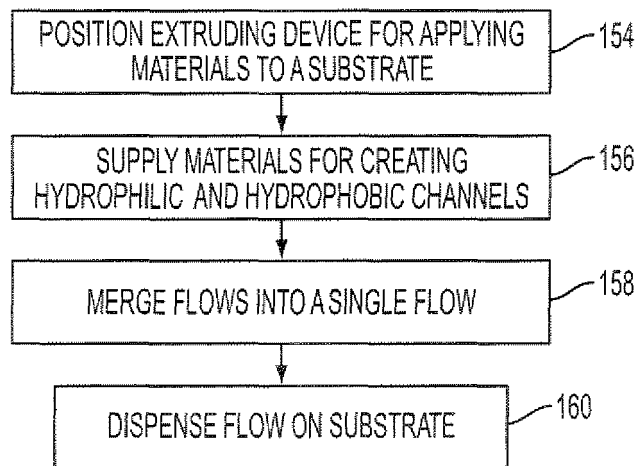 POSITION EXTRUDING DEVICE FOR APPLYING
MATERIALS TO A SUBSTRATE
154
SUPPLY MATERIALS FOR CREATING
HYDROPHILIC AND HYDROPHOBIC CHANNELS
156
MERGE FLOWS INTO A SINGLE FLOW
158
DISPENSE FLOW ON SUBSTRATE
160